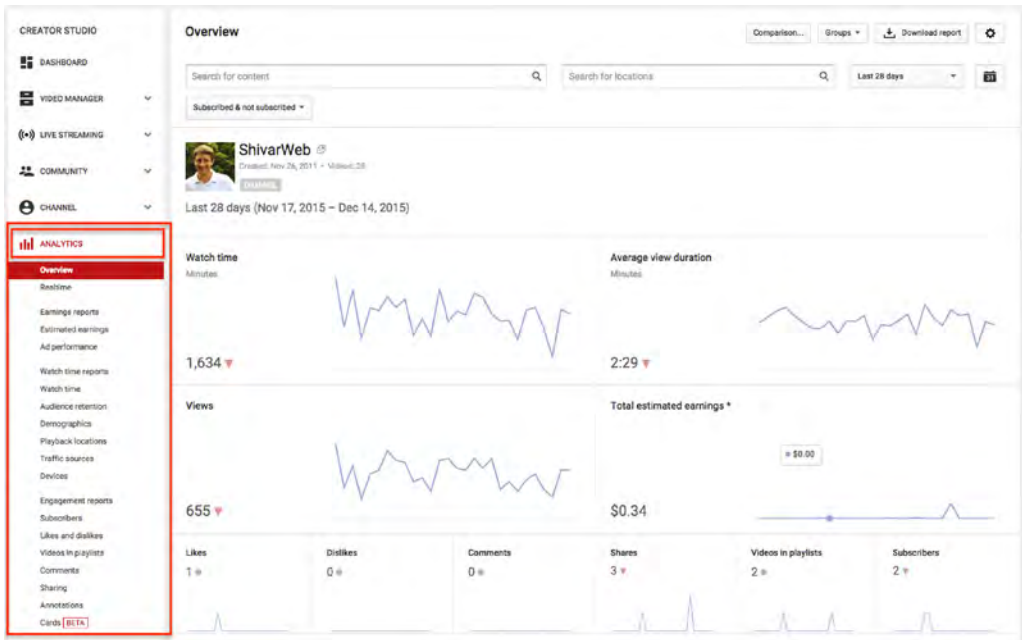 CREATOR STUDIO
DASHBOARD
VIDEO MANAGER
LIVE STREAMING
COMMUNITY
CHANNEL
ANALYTICS
Overview
Realtime
Earnings reports
Estimated earnings
Ad performance
Watch time reports
Watch time
Audience retention
Demographics
Playback locations
Traffic sources
Devices
Engagement reports
Subscribers
Likes and dislikes
Videos in playlists
Comments
Sharing
Annotations
Cards BETA
Overview
Comparison... Groups Download report
Search for content Search for locations Last 28 days 31
Subscribed & not subscribed
ShivarWeb
Created: Nov 26, 2011 • Videos: 28
CHANNEL
Last 28 days (Nov 17, 2015 – Dec 14, 2015)
Watch time
Minutes
1,634
Average view duration
Minutes
2:29
Views
655
Total estimated earnings *
$0.00
$0.34
Likes
1
Dislikes
0
Comments
0
Shares
3
Videos in playlists
2
Subscribers
2